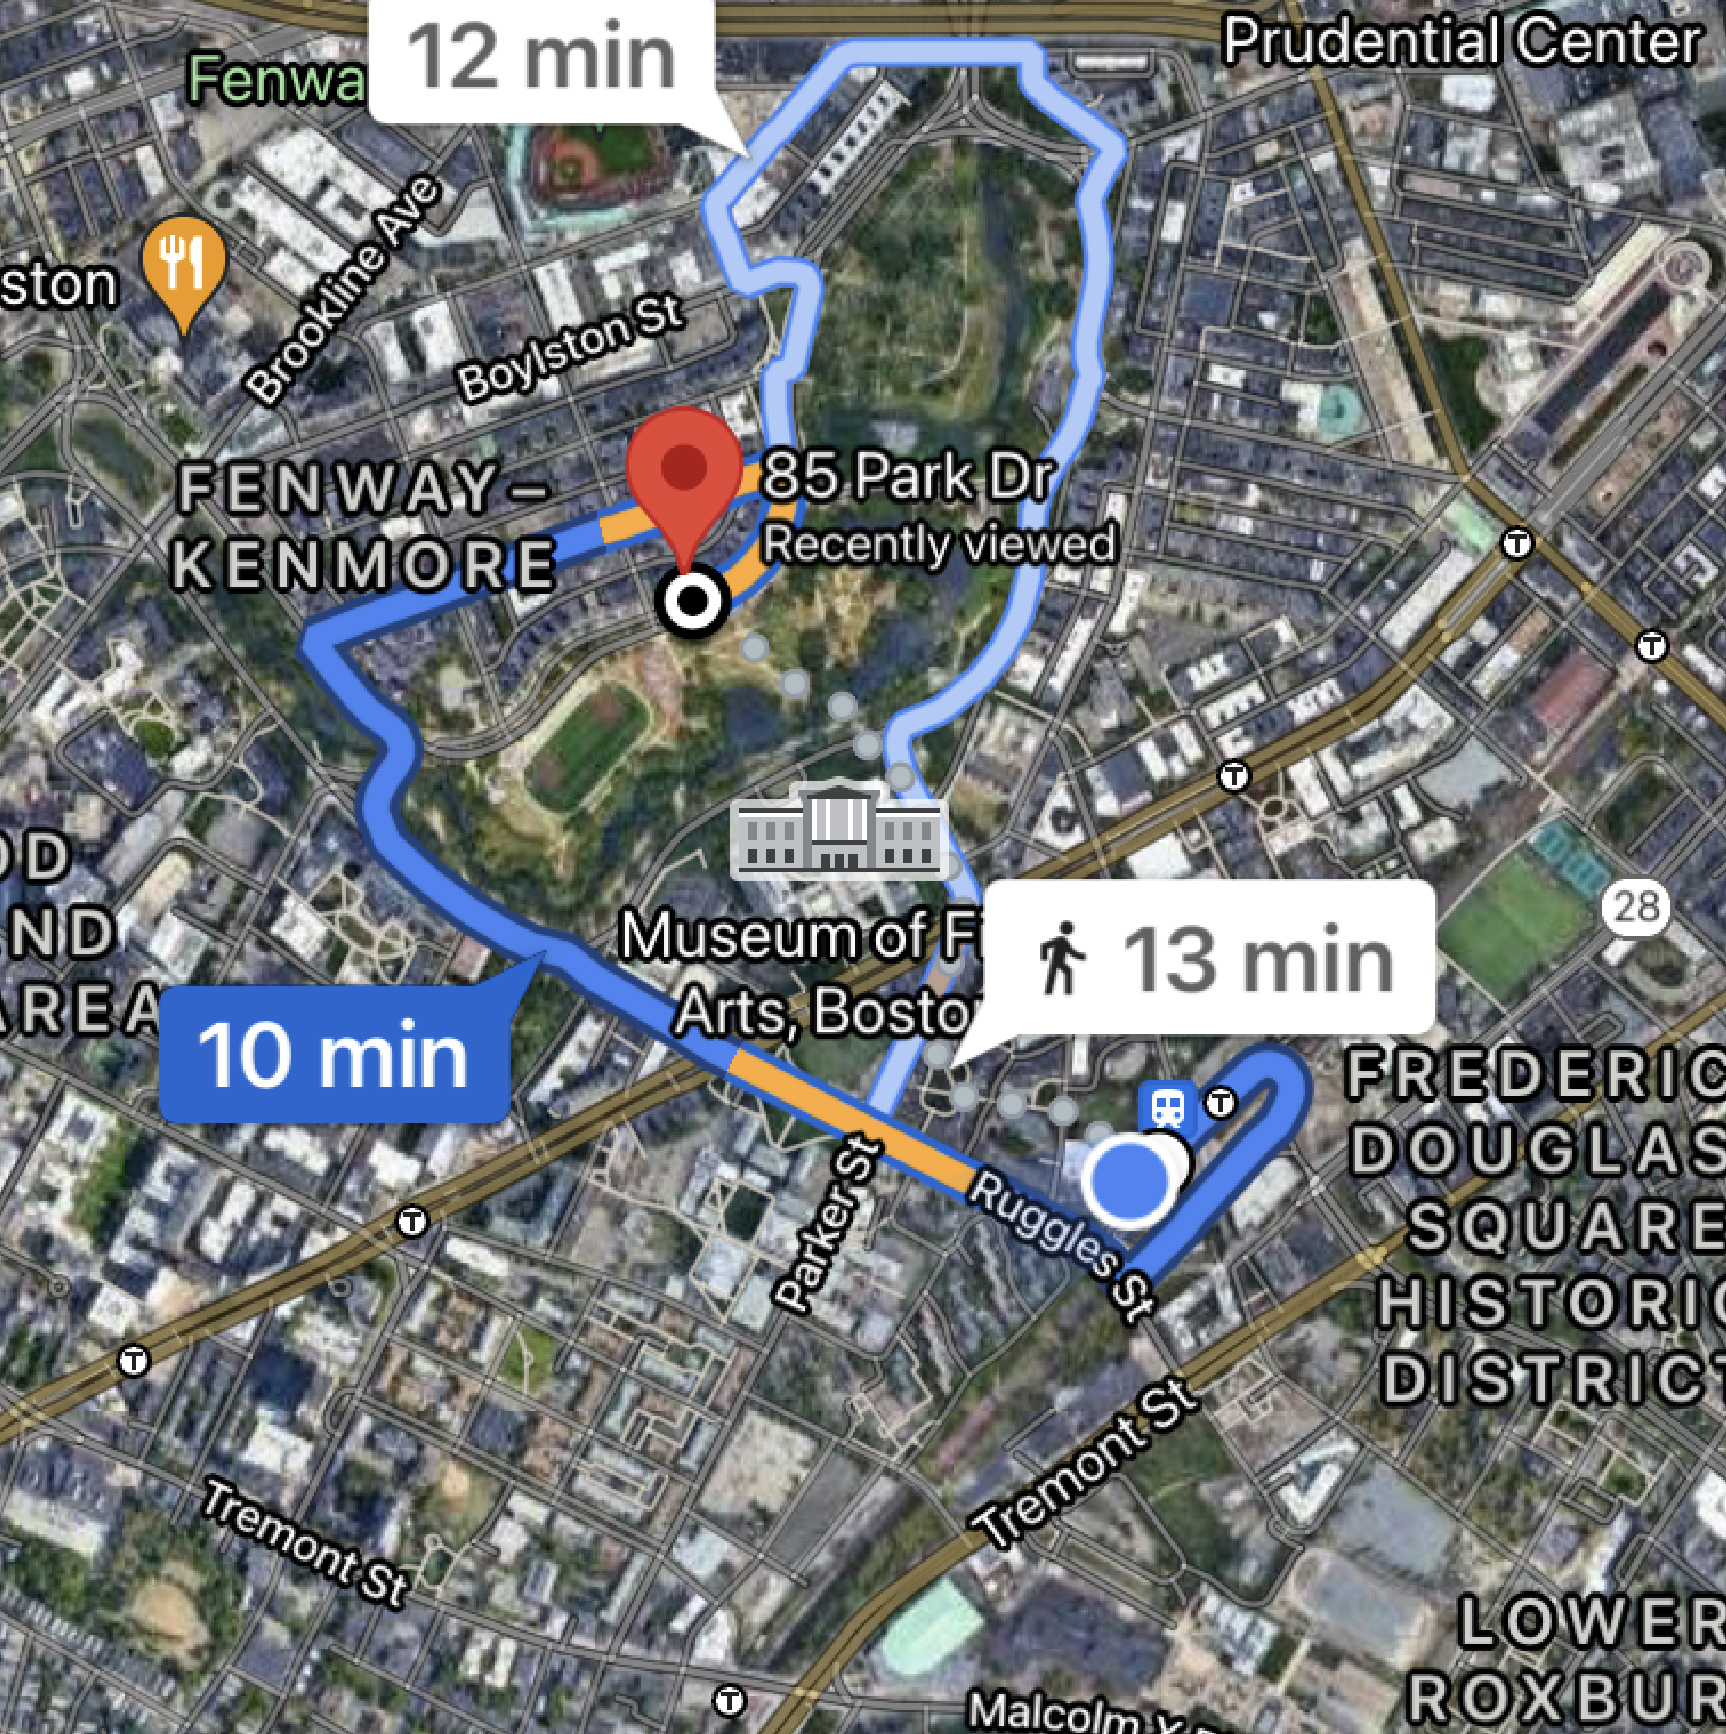 12 min
Prudential Center
Fenwa
ston
Brookline Ave
Boylston St
FENWAY–
KENMORE
85 Park Dr
Recently viewed
T
T
T
28
Museum of Fi
Arts, Bosto
13 min
OD
AND
AREA
10 min
T
FREDERIC
DOUGLAS
SQUARE
HISTORIC
DISTRICT
Parker St
Ruggles St
T
T
Tremont St
Tremont St
LOWER
ROXBUR
T
Malcolm X